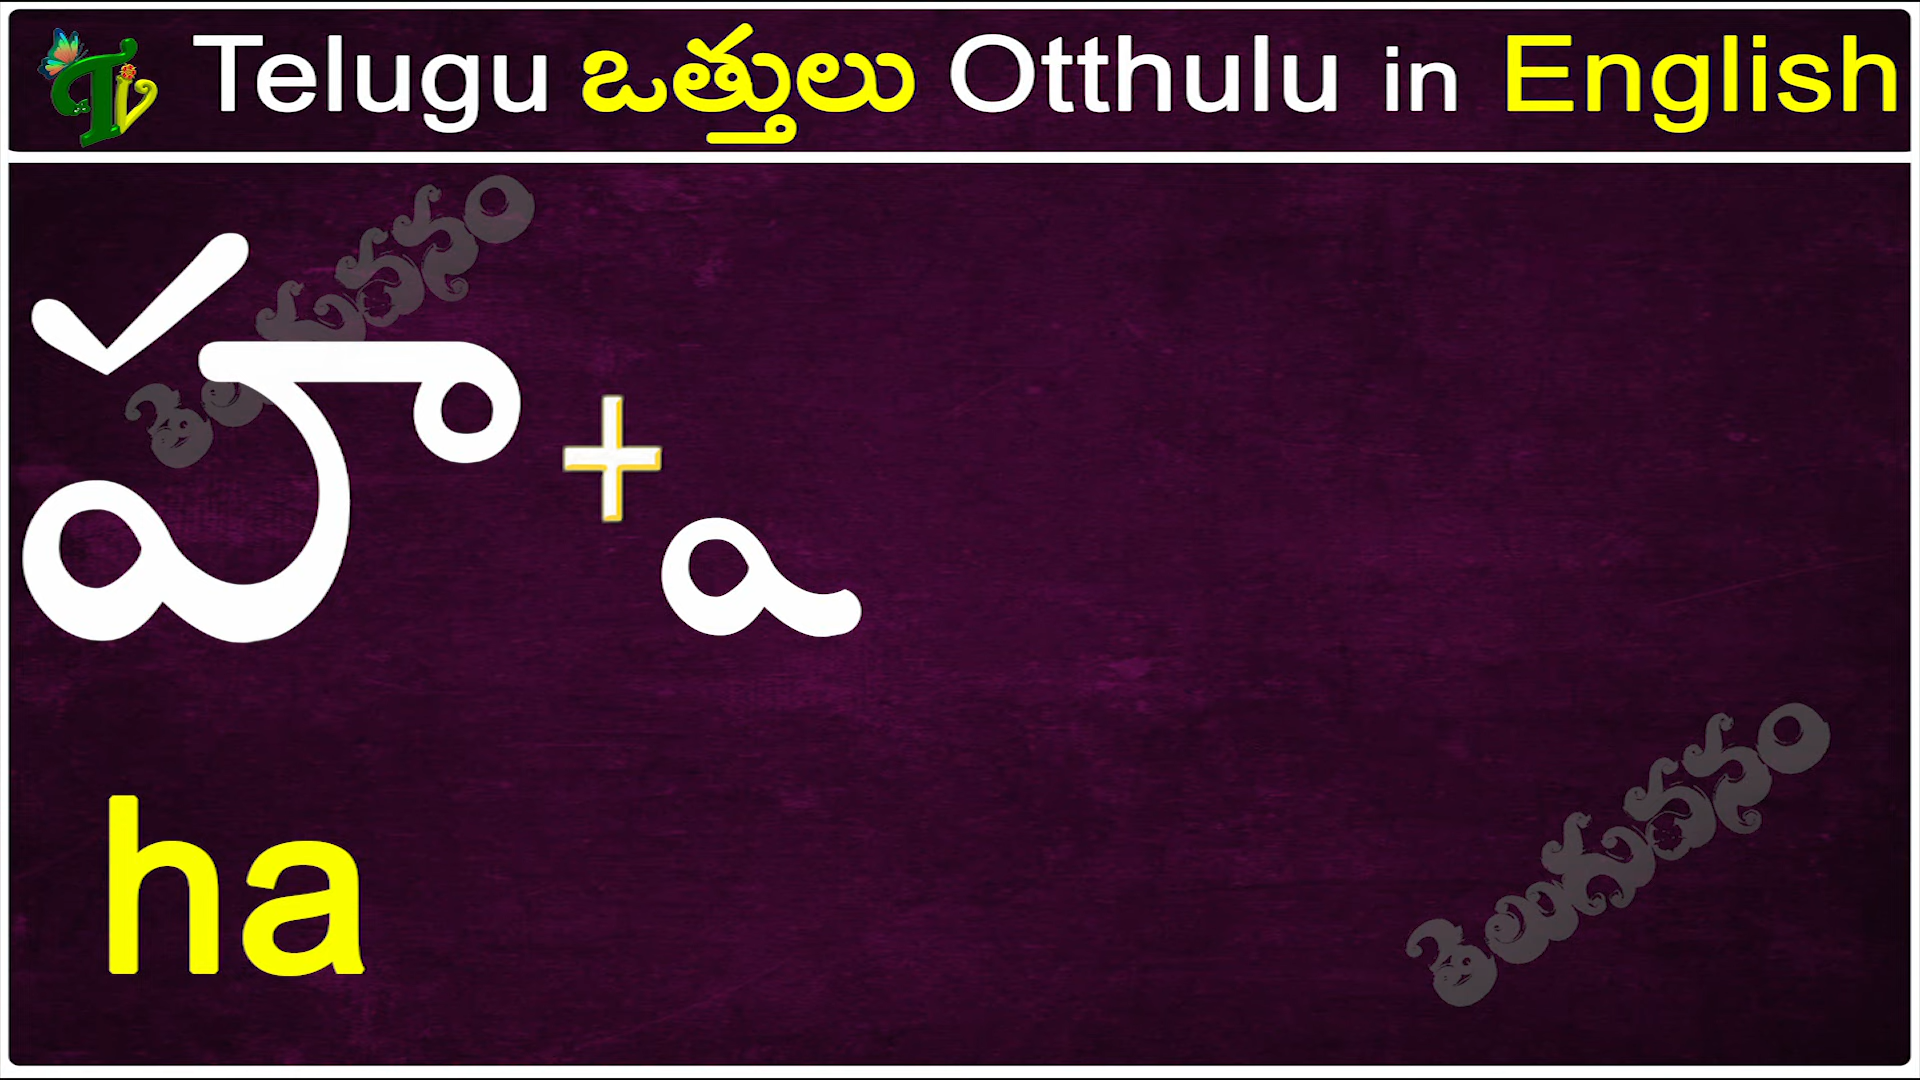 Telugu ఒత్తులు Otthulu in English
తెలుగువనం
హ + ఎ
ha
తెలుగువనం